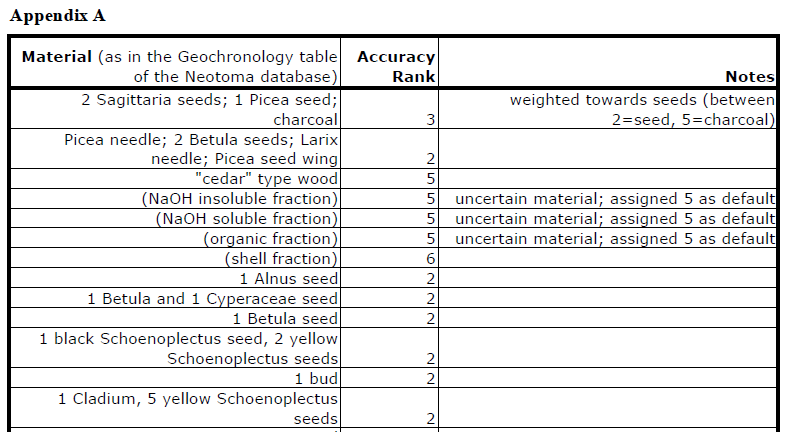 Appendix A
Material (as in the Geochronology table of the Neotoma database) Accuracy Rank Notes
2 Sagittaria seeds; 1 Picea seed; charcoal 3 weighted towards seeds (between 2=seed, 5=charcoal)
Picea needle; 2 Betula seeds; Larix needle; Picea seed wing 2
"cedar" type wood 5
(NaOH insoluble fraction) 5 uncertain material; assigned 5 as default
(NaOH soluble fraction) 5 uncertain material; assigned 5 as default
(organic fraction) 5 uncertain material; assigned 5 as default
(shell fraction) 6
1 Alnus seed 2
1 Betula and 1 Cyperaceae seed 2
1 Betula seed 2
1 black Schoenoplectus seed, 2 yellow Schoenoplectus seeds 2
1 bud 2
1 Cladium, 5 yellow Schoenoplectus seeds 2